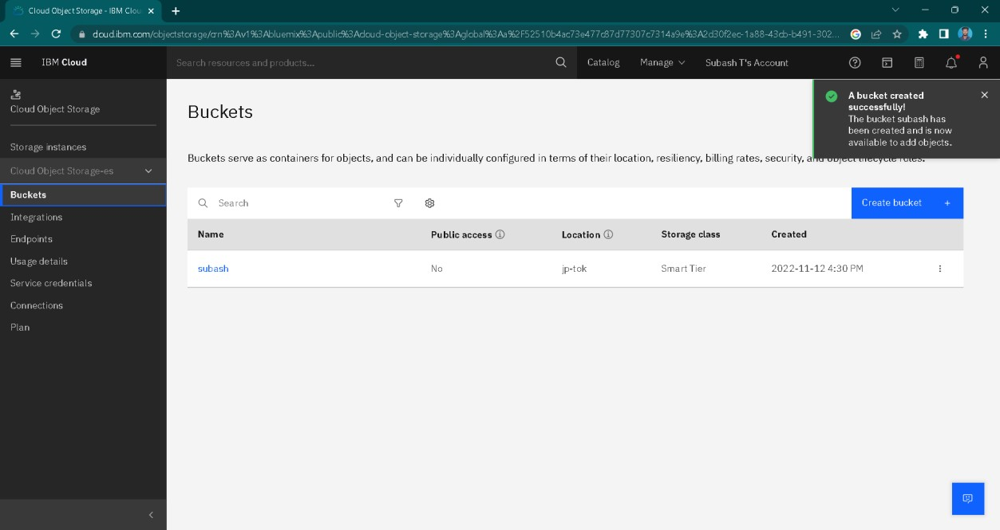 Cloud Object Storage - IBM Clou
cloud.ibm.com/objectstorage/crn%3Av1%3Abluemix%3Apublic%3Acloud-object-storage%3Aglobal%3Aa%2F52510b4ac73e477c87d77307c7314a9e%3A2d30f2ec-1a88-43cb-b491-302...
IBM Cloud
Search resources and products...
Catalog
Manage
Subash T's Account
Cloud Object Storage
Storage instances
Cloud Object Storage-es
Buckets
Integrations
Endpoints
Usage details
Service credentials
Connections
Plan
Buckets
A bucket created
successfully!
The bucket subash has
been created and is now
available to add objects.
Buckets serve as containers for objects, and can be individually configured in terms of their location, resiliency, billing rates, security, and object lifecycle rules.
Search
Create bucket +
Name Public access Location Storage class Created
subash No jp-tok Smart Tier 2022-11-12 4:30 PM